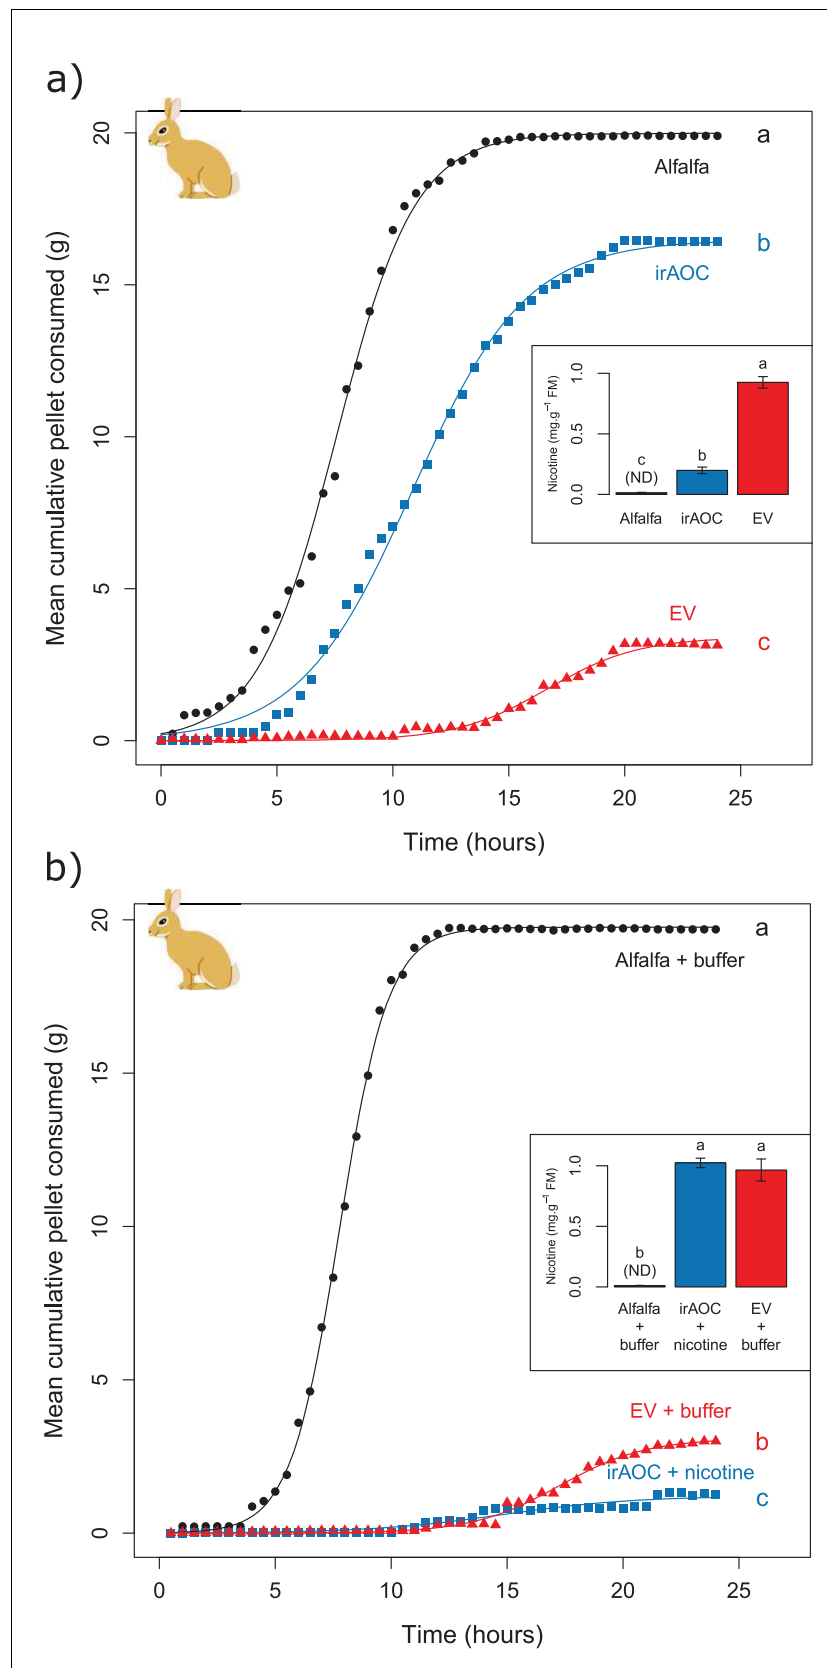 a)
Mean cumulative pellet consumed (g)
20
15
10
5
0
a
Alfalfa
b
irAOC
EV
c
Nicotine (mg.g⁻¹ FM)
1.0
0.5
0.0
c
(ND)
b
a
Alfalfa irAOC EV
0 5 10 15 20 25
Time (hours)
b)
Mean cumulative pellet consumed (g)
20
15
10
5
0
a
Alfalfa + buffer
Nicotine (mg.g⁻¹ FM)
1.0
0.5
0.0
b
(ND)
a a
Alfalfa irAOC EV
+ + +
buffer nicotine buffer
EV + buffer
b
irAOC + nicotine
c
0 5 10 15 20 25
Time (hours)